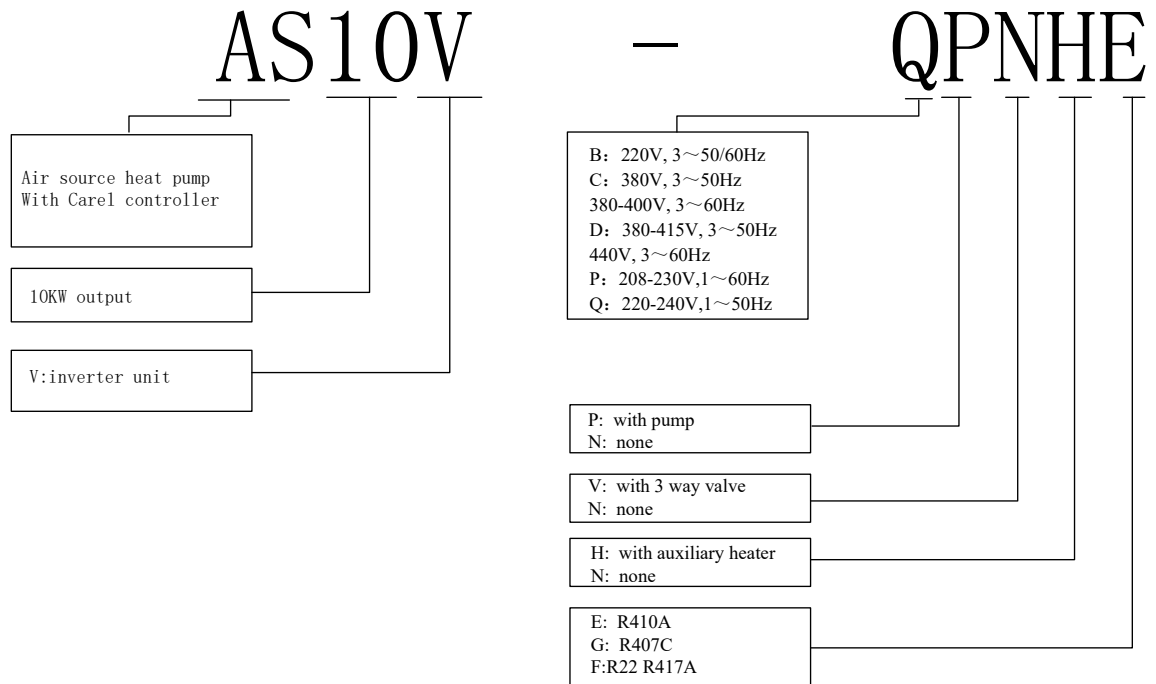 AS10V - QPNHE
Air source heat pump
With Carel controller
10KW output
V:inverter unit
B：220V, 3～50/60Hz
C：380V, 3～50Hz
380-400V, 3～60Hz
D：380-415V, 3～50Hz
440V, 3～60Hz
P：208-230V,1～60Hz
Q：220-240V,1～50Hz
P: with pump
N: none
V: with 3 way valve
N: none
H: with auxiliary heater
N: none
E: R410A
G: R407C
F:R22 R417A